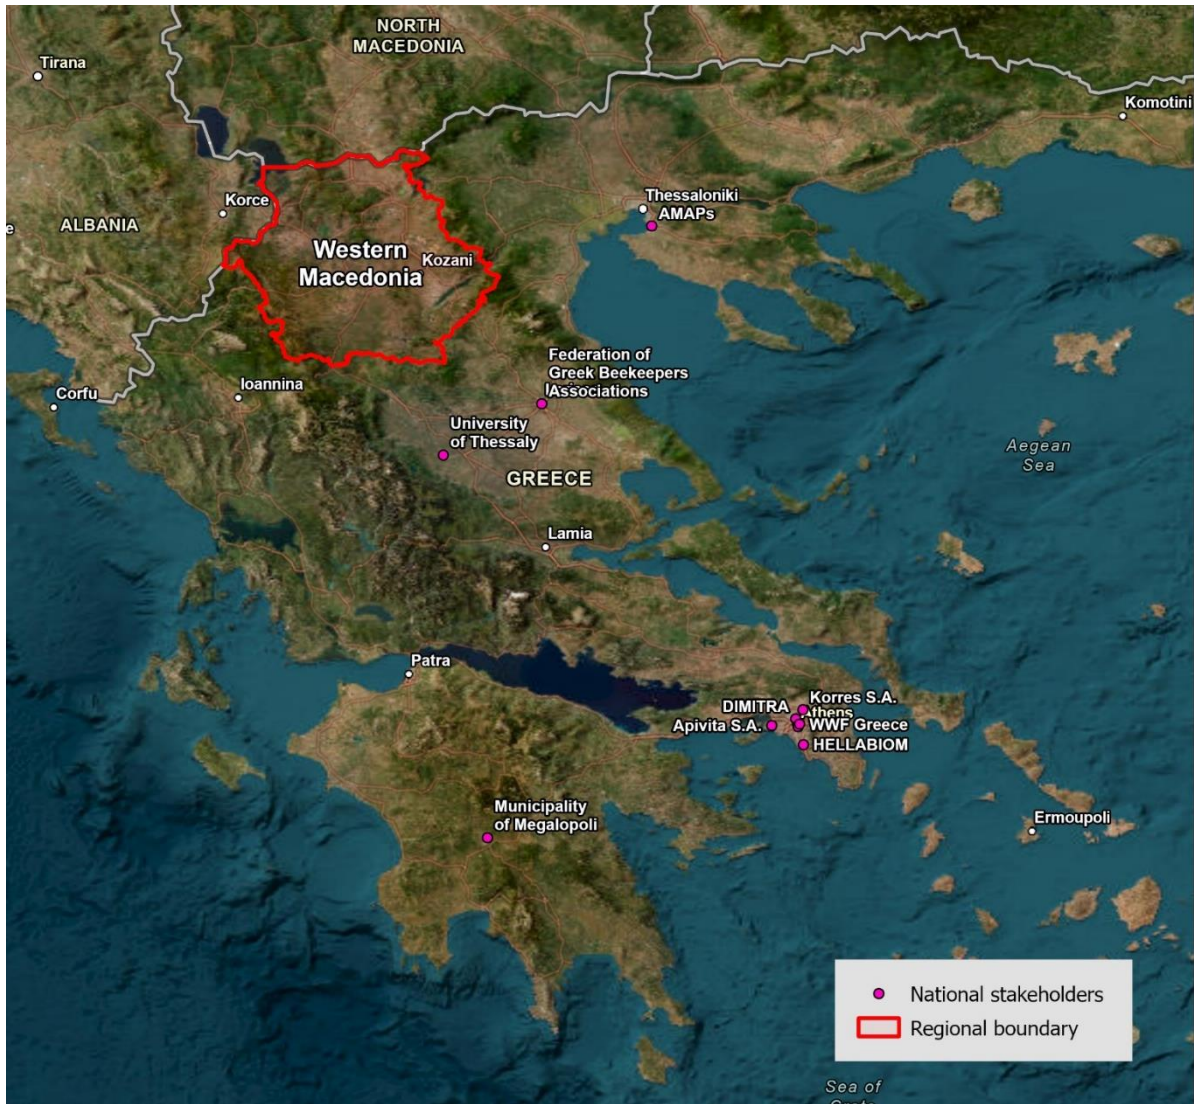 NORTH
MACEDONIA
Tirana
Komotini
Thessaloniki
AMAPs
Korce
ALBANIA
e
Western
Macedonia
Kozani
Federation of
Greek Beekeepers
Associations
Ioannina
Corfu
University
of Thessaly
Aegean
Sea
GREECE
Lamia
Patra
Korres S.A.
DIMITRA
Athens
Apivita S.A.
WWF Greece
HELLABIOM
Municipality
of Megalopoli
Ermoupoli
National stakeholders
Regional boundary
Sea of